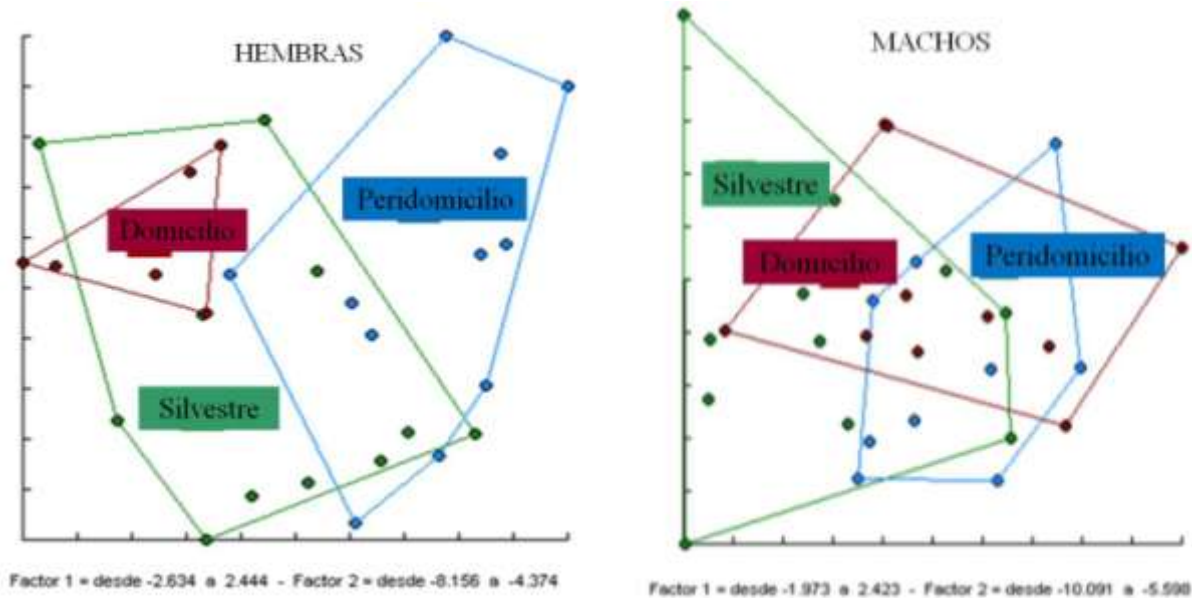 HEMBRAS
Peridomicilio
Domicilio
Silvestre
Factor 1 = desde -2.634 a 2.444 - Factor 2 = desde -8.156 a -4.374
MACHOS
Silvestre
Domicilio
Peridomicilio
Factor 1 = desde -1.973 a 2.423 - Factor 2 = desde -10.091 a -5.598